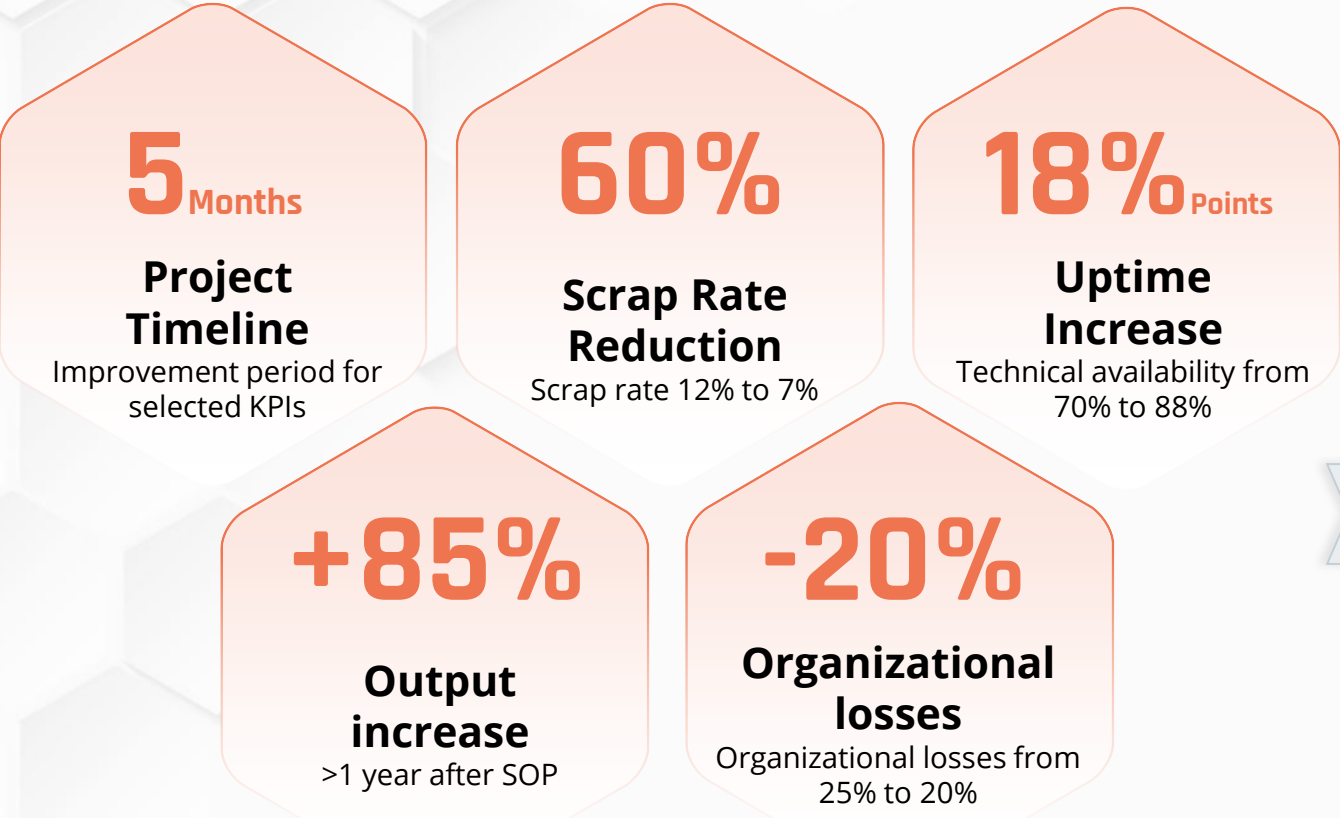 5 Months
Project
Timeline
Improvement period for
selected KPIs
60%
Scrap Rate
Reduction
Scrap rate 12% to 7%
18% Points
Uptime
Increase
Technical availability from
70% to 88%
+85%
Output
increase
>1 year after SOP
-20%
Organizational
losses
Organizational losses from
25% to 20%